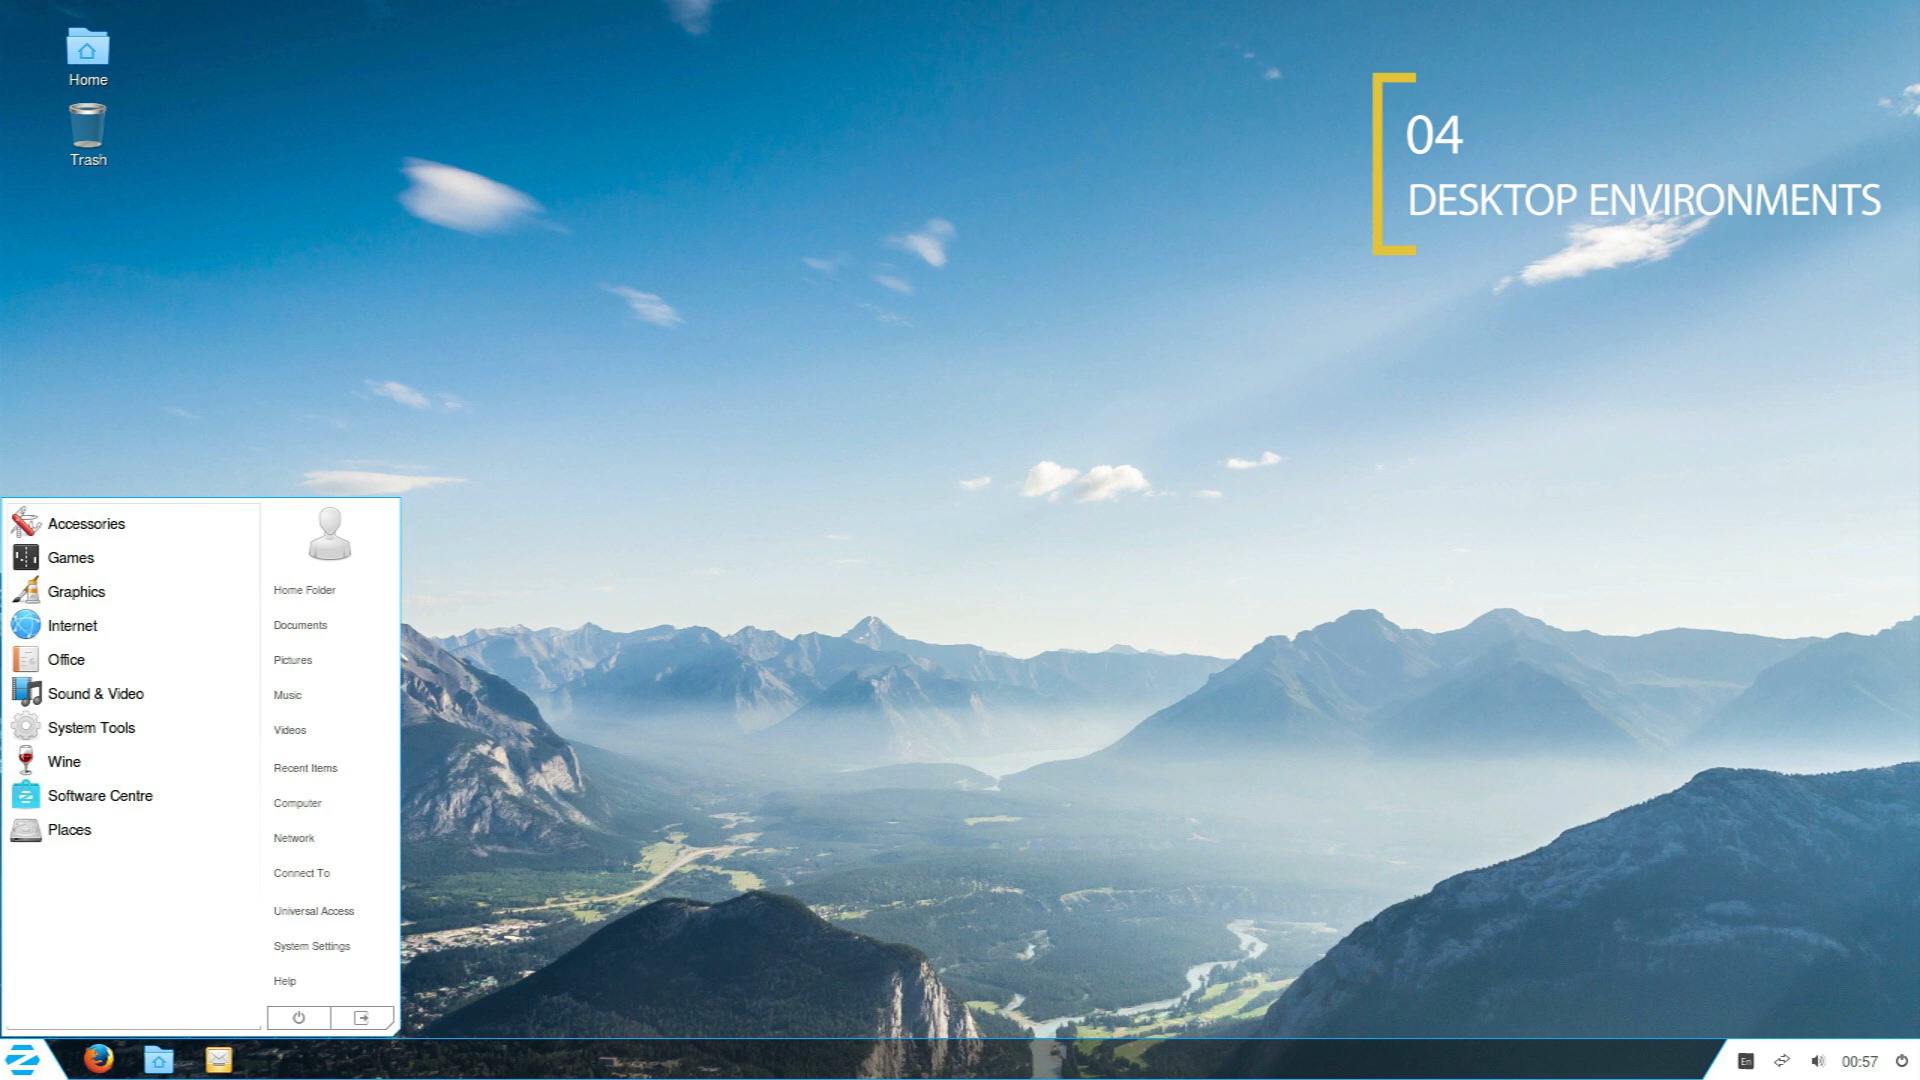 Home
Trash
04
DESKTOP ENVIRONMENTS
Accessories
Games
Graphics
Internet
Office
Sound & Video
System Tools
Wine
Software Centre
Places
Home Folder
Documents
Pictures
Music
Videos
Recent Items
Computer
Network
Connect To
Universal Access
System Settings
Help
En
00:57